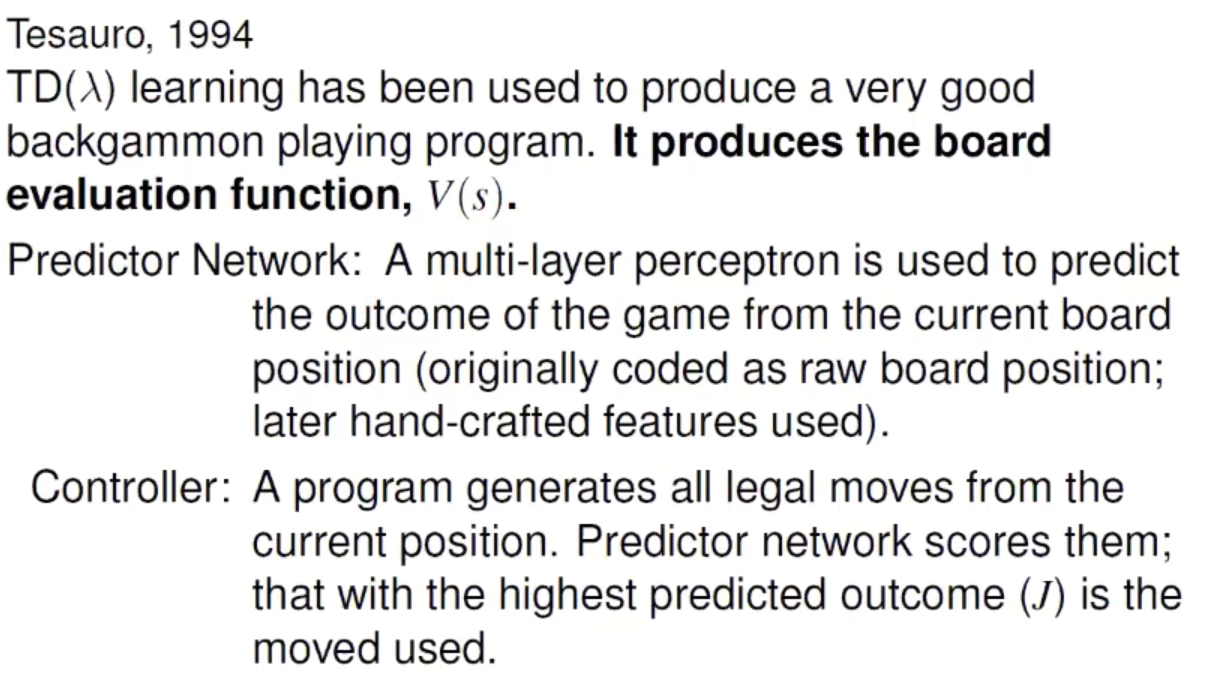 Tesauro, 1994
TD(λ) learning has been used to produce a very good
backgammon playing program. It produces the board
evaluation function, V(s).
Predictor Network: A multi-layer perceptron is used to predict
the outcome of the game from the current board
position (originally coded as raw board position;
later hand-crafted features used).
Controller: A program generates all legal moves from the
current position. Predictor network scores them;
that with the highest predicted outcome (J) is the
moved used.